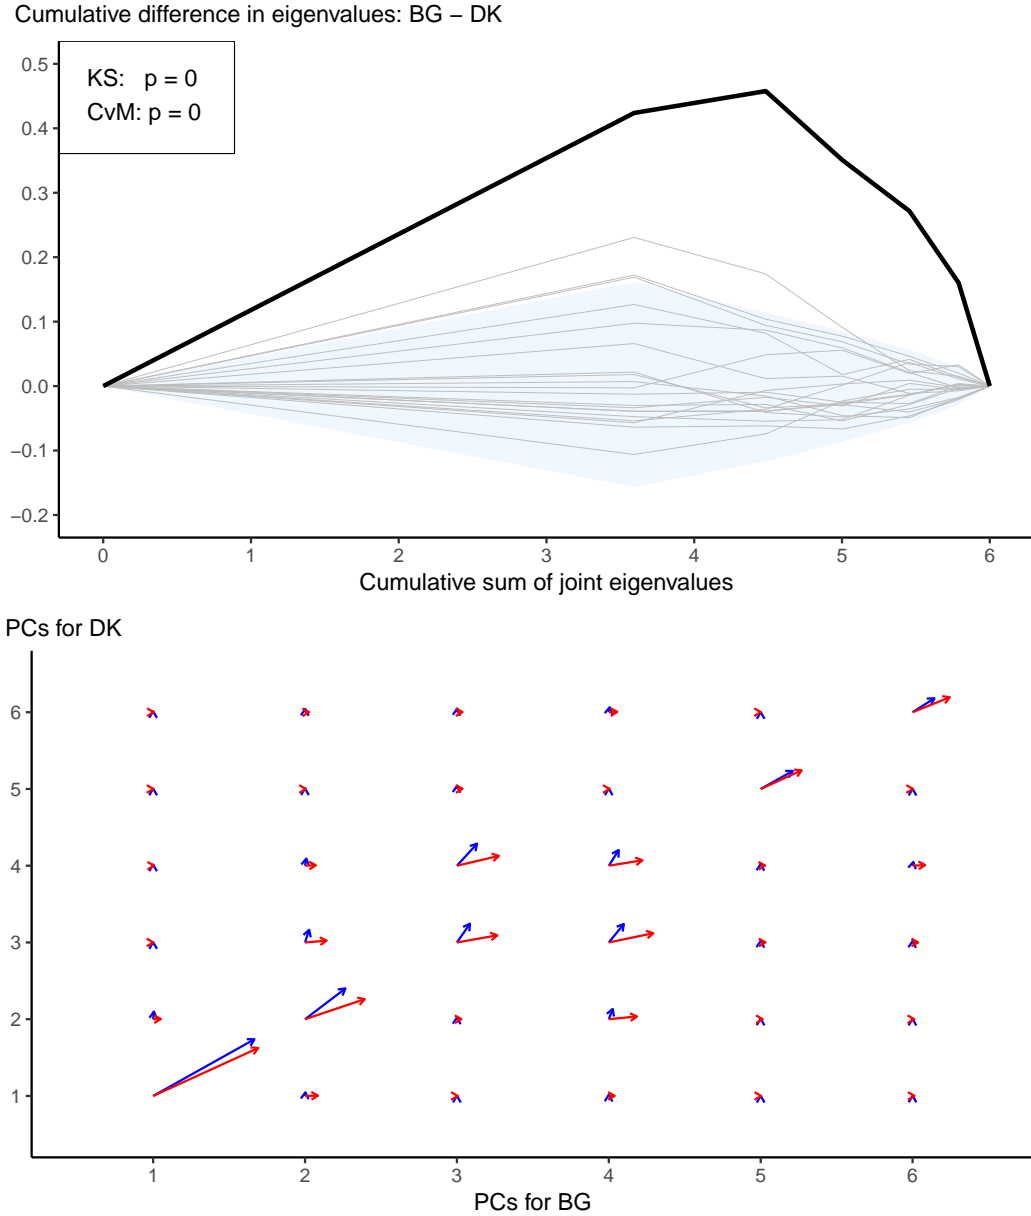 Cumulative difference in eigenvalues: BG − DK
KS: p = 0
CvM: p = 0
0.5
0.4
0.3
0.2
0.1
0.0
−0.1
−0.2
0 1 2 3 4 5 6
Cumulative sum of joint eigenvalues
PCs for DK
6
5
4
3
2
1
1 2 3 4 5 6
PCs for BG